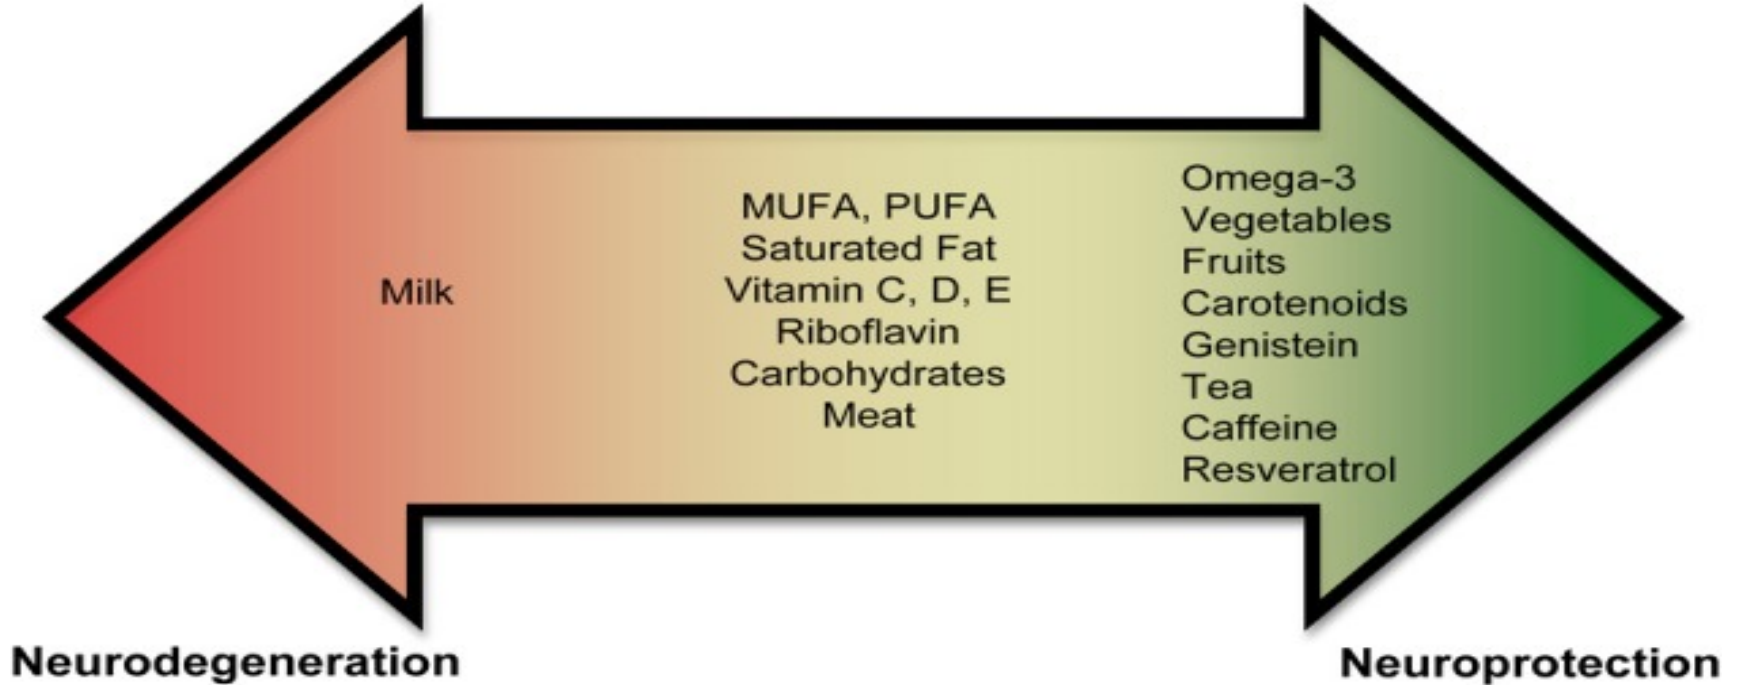 Milk
MUFA, PUFA
Saturated Fat
Vitamin C, D, E
Riboflavin
Carbohydrates
Meat
Omega-3
Vegetables
Fruits
Carotenoids
Genistein
Tea
Caffeine
Resveratrol
Neurodegeneration
Neuroprotection